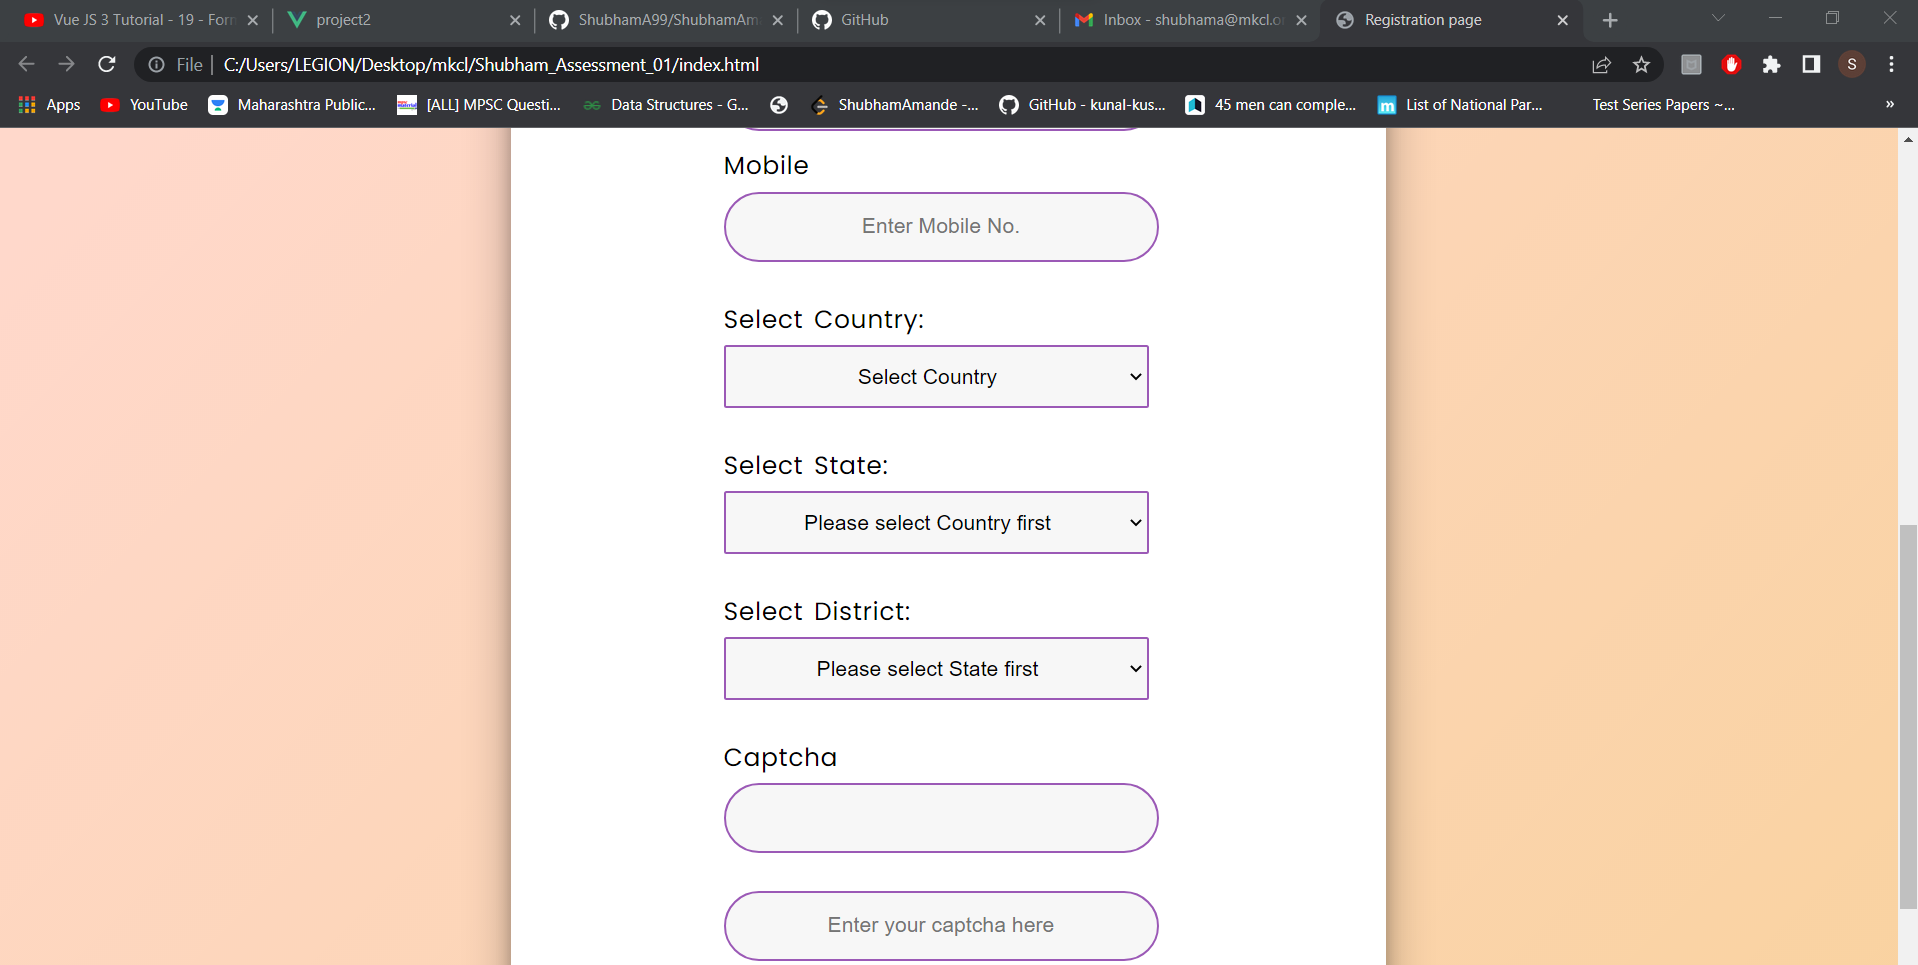 Vue JS 3 Tutorial - 19 - Forn
project2
ShubhamA99/ShubhamAm
GitHub
Inbox - shubhama@mkcl.o
Registration page
File
C:/Users/LEGION/Desktop/mkcl/Shubham_Assessment_01/index.html
S
Apps
YouTube
Maharashtra Public...
[ALL] MPSC Questi...
Data Structures - G...
ShubhamAmande -...
GitHub - kunal-kus...
45 men can comple...
m
List of National Par...
Test Series Papers ~...
»
Mobile
Enter Mobile No.
Select Country:
Select Country
Select State:
Please select Country first
Select District:
Please select State first
Captcha
Enter your captcha here